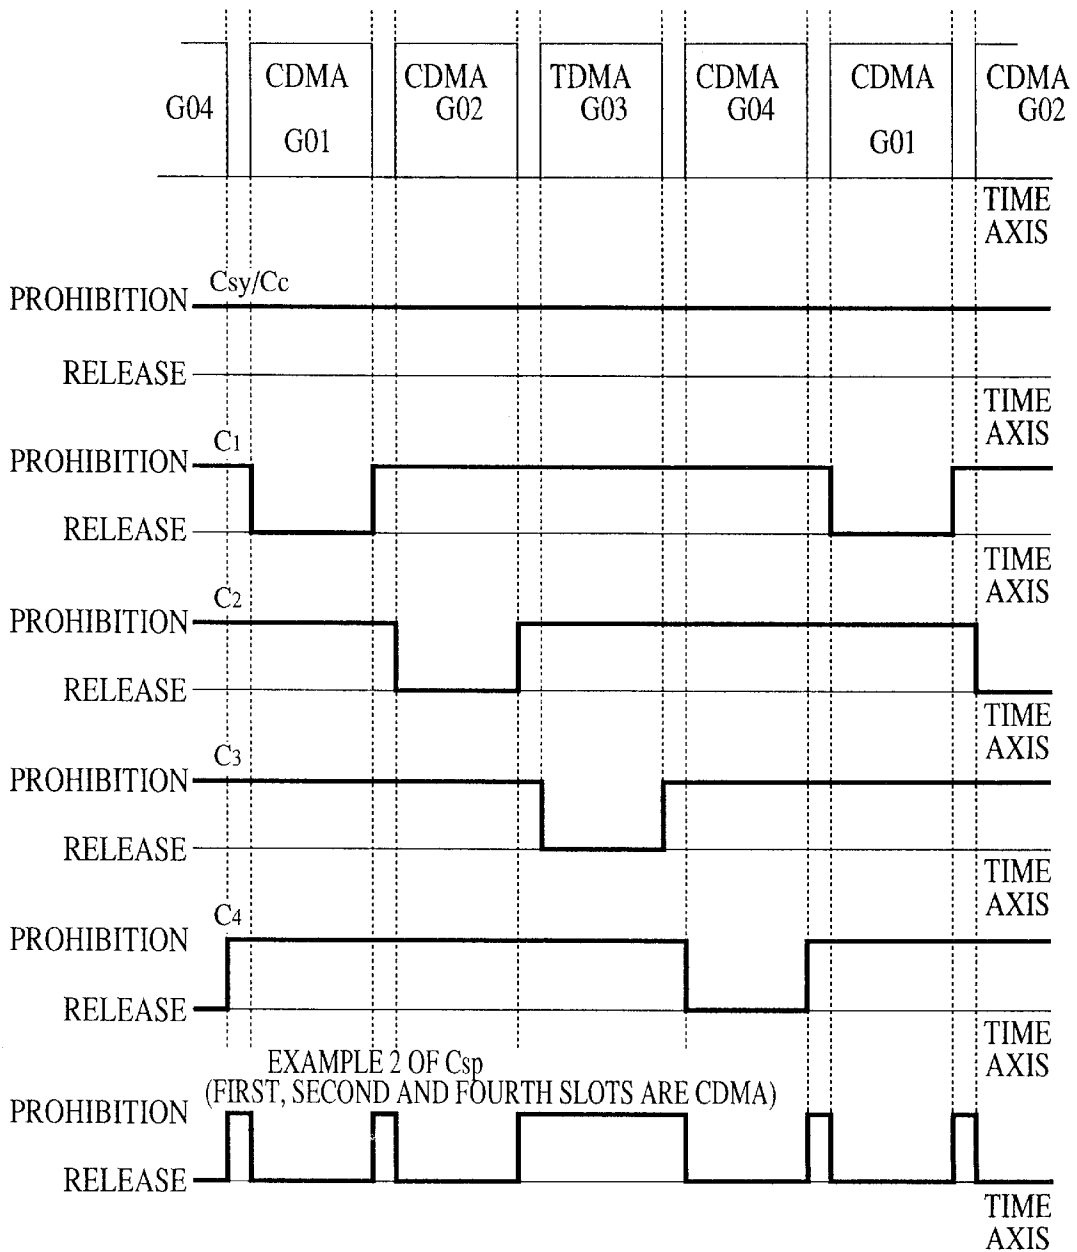 CDMA CDMA TDMA CDMA CDMA CDMA
G04 G02 G03 G04 G02
G01 G01
TIME
AXIS
Csy/Cc
PROHIBITION
RELEASE
TIME
AXIS
C1
PROHIBITION
RELEASE
TIME
AXIS
C2
PROHIBITION
RELEASE
TIME
AXIS
C3
PROHIBITION
RELEASE
TIME
AXIS
C4
PROHIBITION
RELEASE
TIME
AXIS
EXAMPLE 2 OF Csp
(FIRST, SECOND AND FOURTH SLOTS ARE CDMA)
PROHIBITION
RELEASE
TIME
AXIS